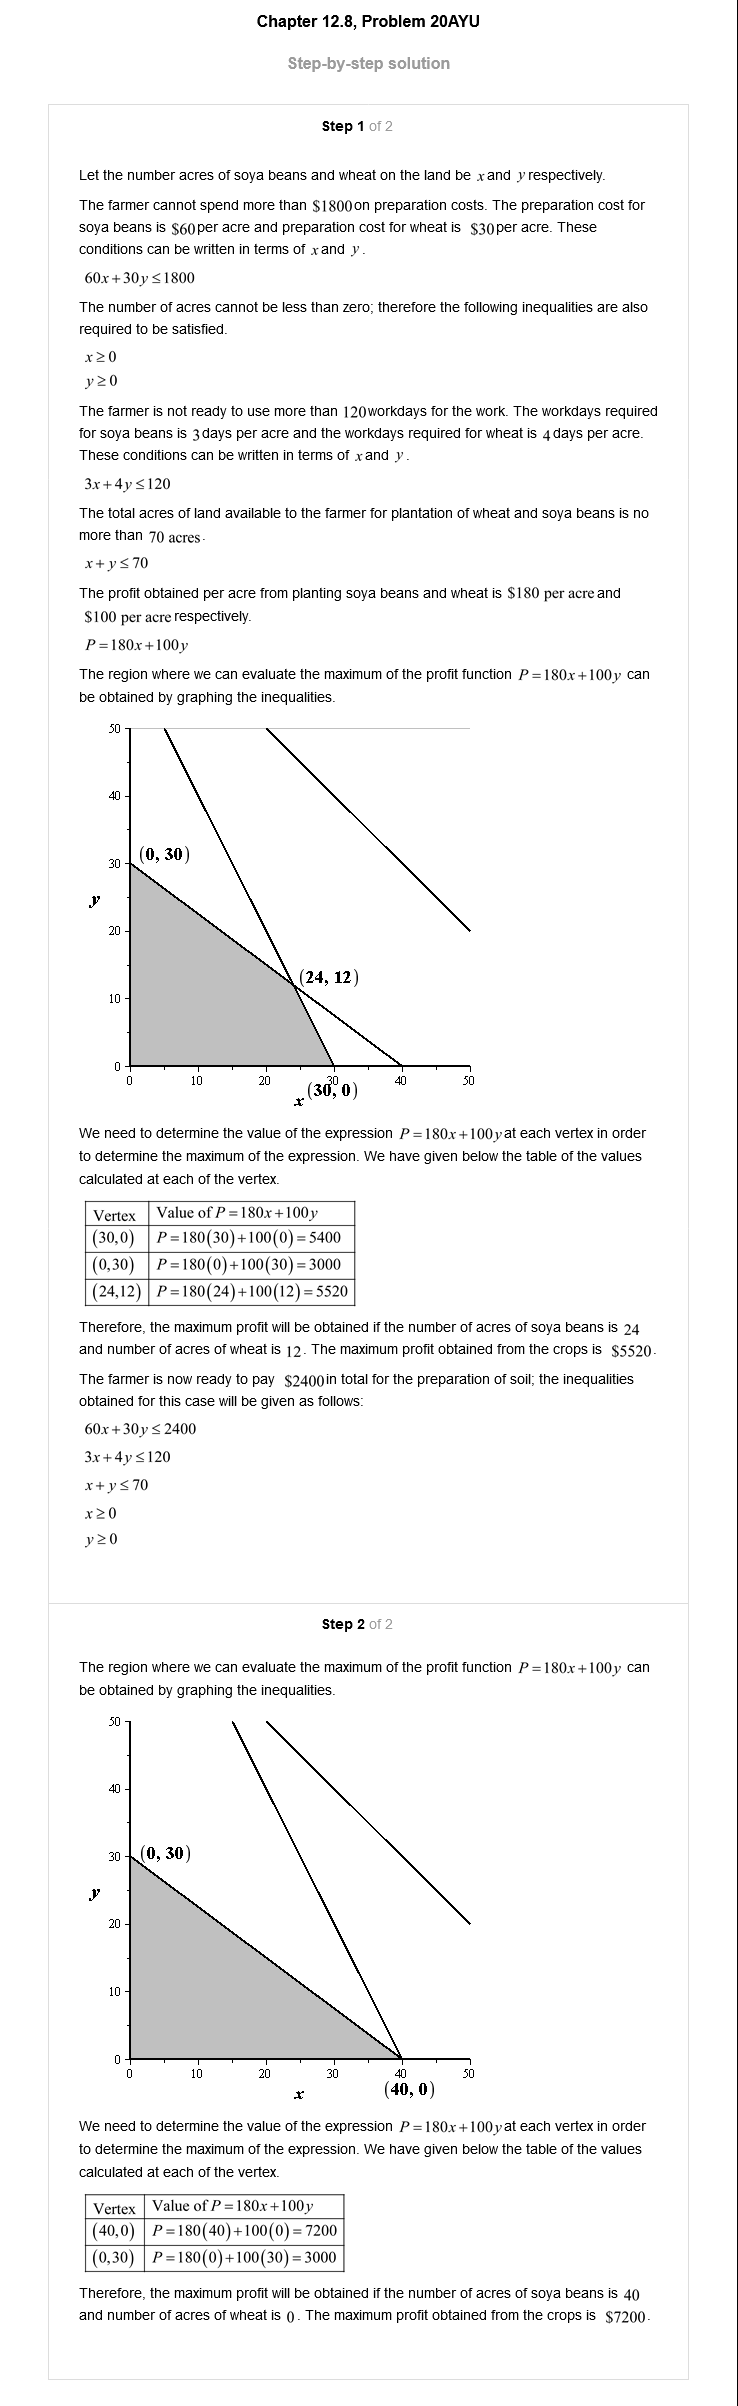 Chapter 12.8, Problem 20AYU
Step-by-step solution
Step 1 of 2
Let the number acres of soya beans and wheat on the land be x and y respectively.
The farmer cannot spend more than $1800 on preparation costs. The preparation cost for
soya beans is $60 per acre and preparation cost for wheat is $30 per acre. These
conditions can be written in terms of x and y.
60x+30y≤1800
The number of acres cannot be less than zero; therefore the following inequalities are also
required to be satisfied.
x≥0
y≥0
The farmer is not ready to use more than 120 workdays for the work. The workdays required
for soya beans is 3 days per acre and the workdays required for wheat is 4 days per acre.
These conditions can be written in terms of x and y.
3x+4y≤120
The total acres of land available to the farmer for plantation of wheat and soya beans is no
more than 70 acres.
x+y≤70
The profit obtained per acre from planting soya beans and wheat is $180 per acre and
$100 per acre respectively.
P=180x+100y
The region where we can evaluate the maximum of the profit function P=180x+100y can
be obtained by graphing the inequalities.
50
40
(0, 30)
30
y
20
(24, 12)
10
0
0 10 20 30 40 50
x (30, 0)
We need to determine the value of the expression P=180x+100y at each vertex in order
to determine the maximum of the expression. We have given below the table of the values
calculated at each of the vertex.
Vertex Value of P=180x+100y
(30,0) P=180(30)+100(0)=5400
(0,30) P=180(0)+100(30)=3000
(24,12) P=180(24)+100(12)=5520
Therefore, the maximum profit will be obtained if the number of acres of soya beans is 24
and number of acres of wheat is 12. The maximum profit obtained from the crops is $5520.
The farmer is now ready to pay $2400 in total for the preparation of soil; the inequalities
obtained for this case will be given as follows:
60x+30y≤2400
3x+4y≤120
x+y≤70
x≥0
y≥0
Step 2 of 2
The region where we can evaluate the maximum of the profit function P=180x+100y can
be obtained by graphing the inequalities.
50
40
30 (0, 30)
y
20
10
0
0 10 20 30 40 50
x (40, 0)
We need to determine the value of the expression P=180x+100y at each vertex in order
to determine the maximum of the expression. We have given below the table of the values
calculated at each of the vertex.
Vertex Value of P=180x+100y
(40,0) P=180(40)+100(0)=7200
(0,30) P=180(0)+100(30)=3000
Therefore, the maximum profit will be obtained if the number of acres of soya beans is 40
and number of acres of wheat is 0. The maximum profit obtained from the crops is $7200.